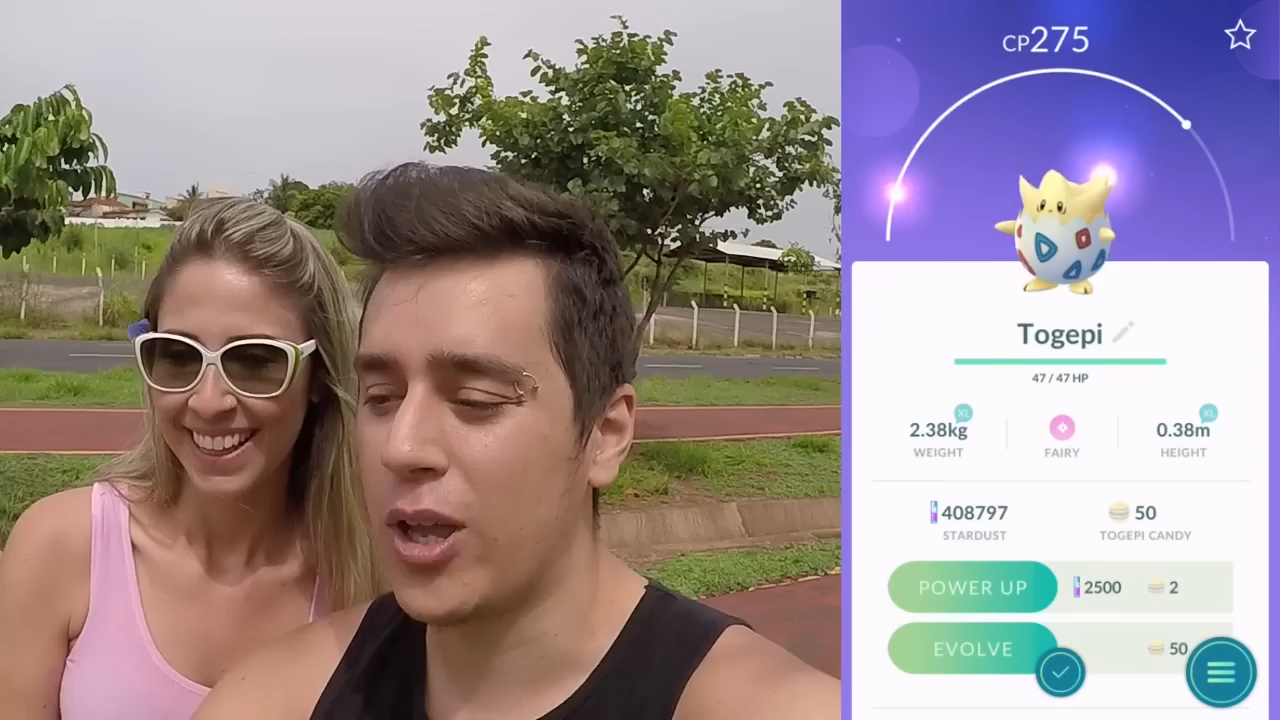 CP275
Togepi
47 / 47 HP
XL
XL
2.38kg
0.38m
WEIGHT
FAIRY
HEIGHT
408797
50
STARDUST
TOGEPI CANDY
POWER UP
2500
2
EVOLVE
50